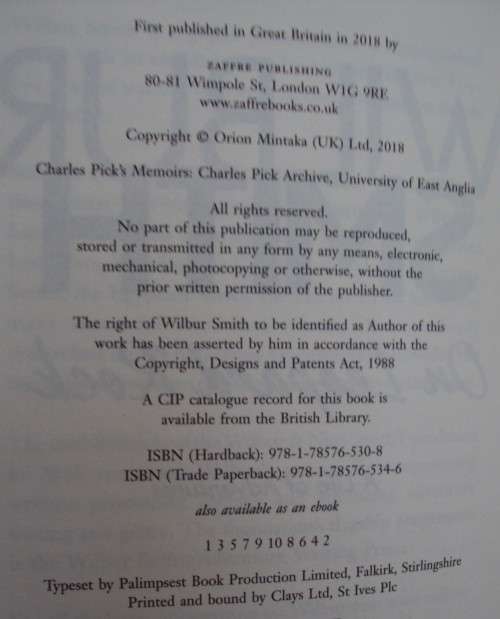 First published in Great Britain in 2018 by
ZAFFRE PUBLISHING
80-81 Wimpole St, London W1G 9RE
www.zaffrebooks.co.uk
Copyright © Orion Mintaka (UK) Ltd, 2018
Charles Pick's Memoirs: Charles Pick Archive, University of East Anglia
All rights reserved.
No part of this publication may be reproduced,
stored or transmitted in any form by any means, electronic,
mechanical, photocopying or otherwise, without the
prior written permission of the publisher.
The right of Wilbur Smith to be identified as Author of this
work has been asserted by him in accordance with the
Copyright, Designs and Patents Act, 1988
A CIP catalogue record for this book is
available from the British Library.
ISBN (Hardback): 978-1-78576-530-8
ISBN (Trade Paperback): 978-1-78576-534-6
also available as an ebook
1 3 5 7 9 10 8 6 4 2
Typeset by Palimpsest Book Production Limited, Falkirk, Stirlingshire
Printed and bound by Clays Ltd, St Ives Plc